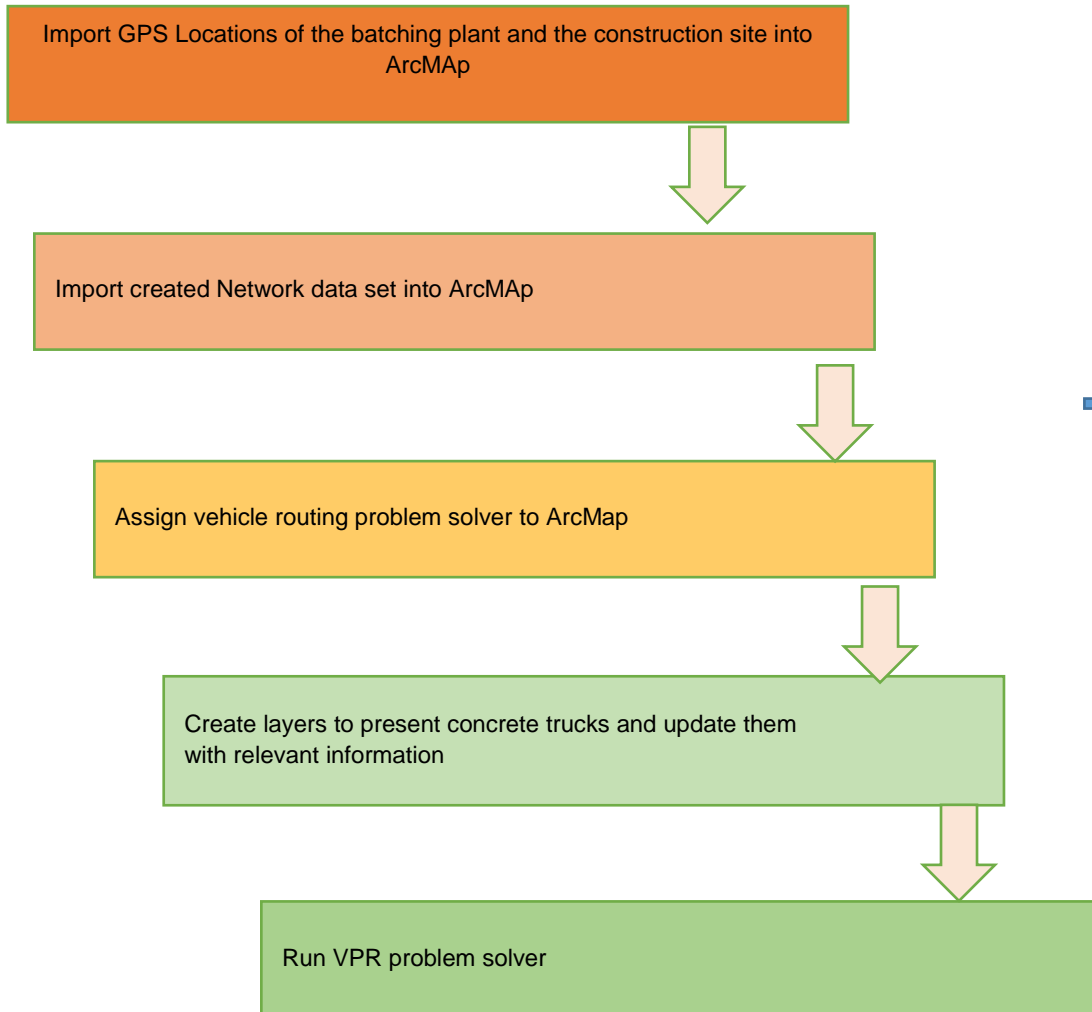 Import GPS Locations of the batching plant and the construction site into
ArcMAp
Import created Network data set into ArcMAp
Assign vehicle routing problem solver to ArcMap
Create layers to present concrete trucks and update them
with relevant information
Run VPR problem solver